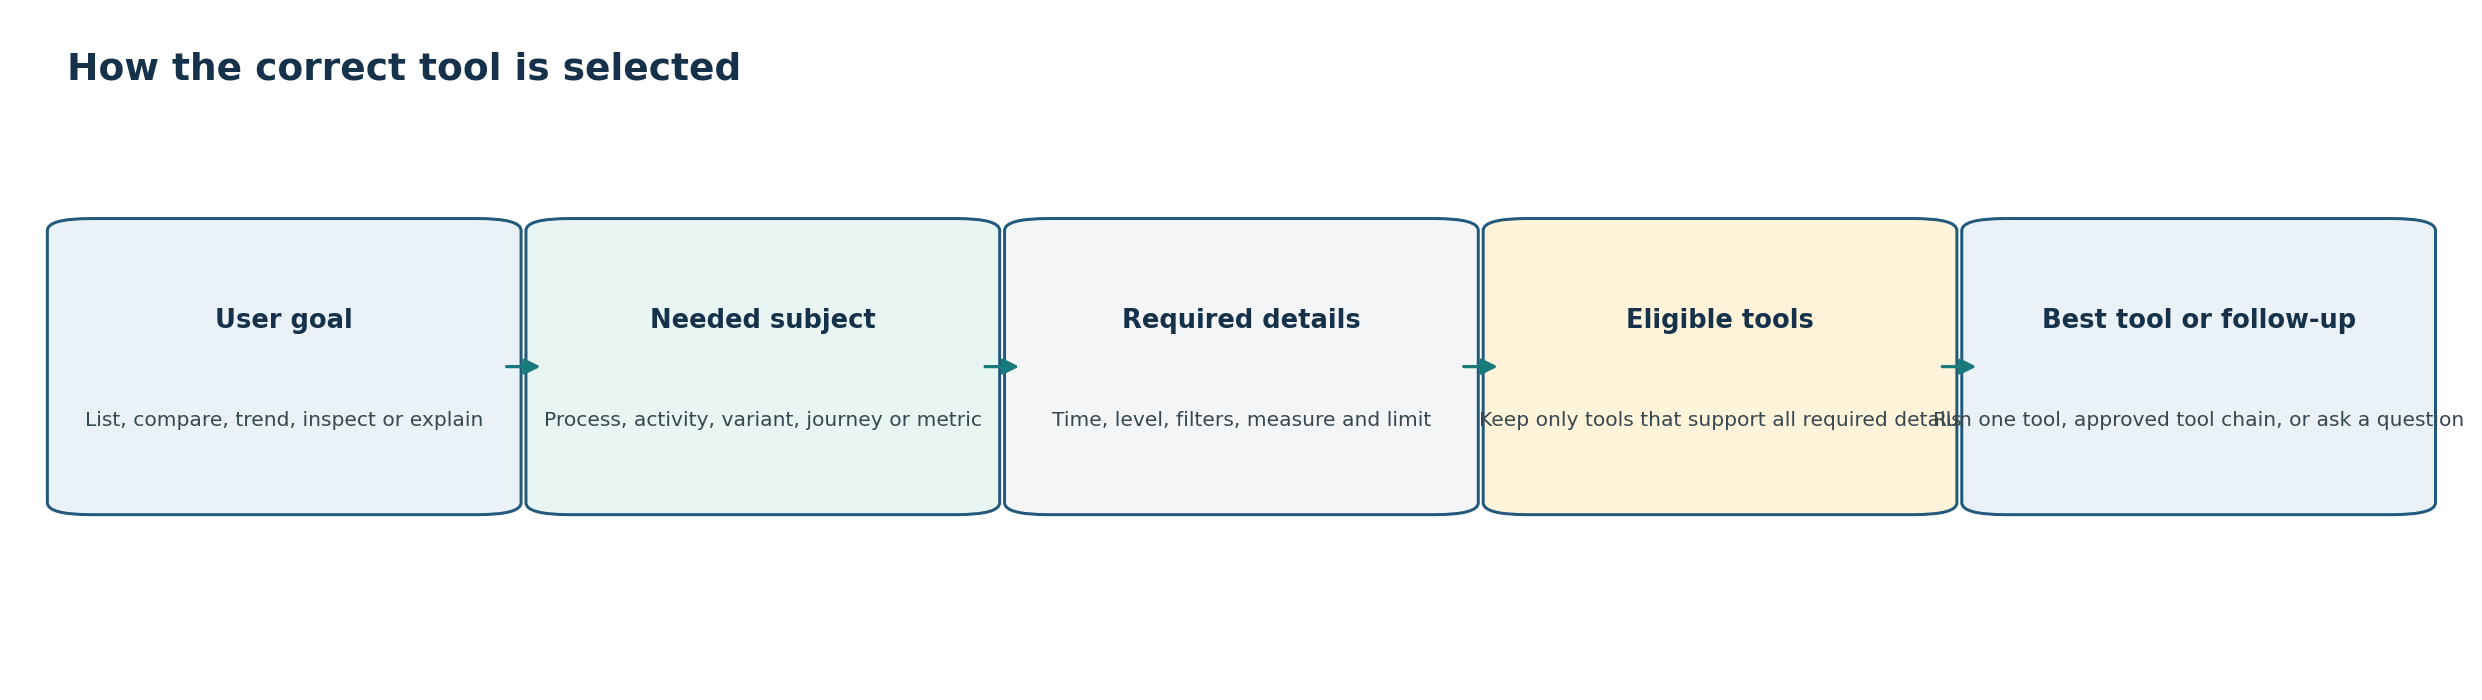 How the correct tool is selected
User goal
List, compare, trend, inspect or explain
Needed subject
Process, activity, variant, journey or metric
Required details
Time, level, filters, measure and limit
Eligible tools
Keep only tools that support all required details
Best tool or follow-up
Run one tool, approved tool chain, or ask a question